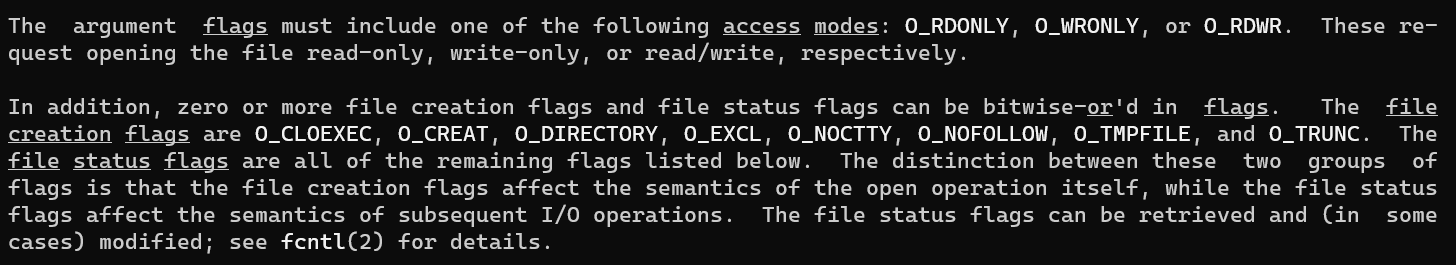 The  argument  flags must include one of the following access modes: O_RDONLY, O_WRONLY, or O_RDWR.  These re-
quest opening the file read-only, write-only, or read/write, respectively.

In addition, zero or more file creation flags and file status flags can be bitwise-or'd in  flags.   The  file
creation flags are O_CLOEXEC, O_CREAT, O_DIRECTORY, O_EXCL, O_NOCTTY, O_NOFOLLOW, O_TMPFILE, and O_TRUNC.  The
file status flags are all of the remaining flags listed below.  The distinction between these  two  groups  of
flags is that the file creation flags affect the semantics of the open operation itself, while the file status
flags affect the semantics of subsequent I/O operations.  The file status flags can be retrieved and (in  some
cases) modified; see fcntl(2) for details.